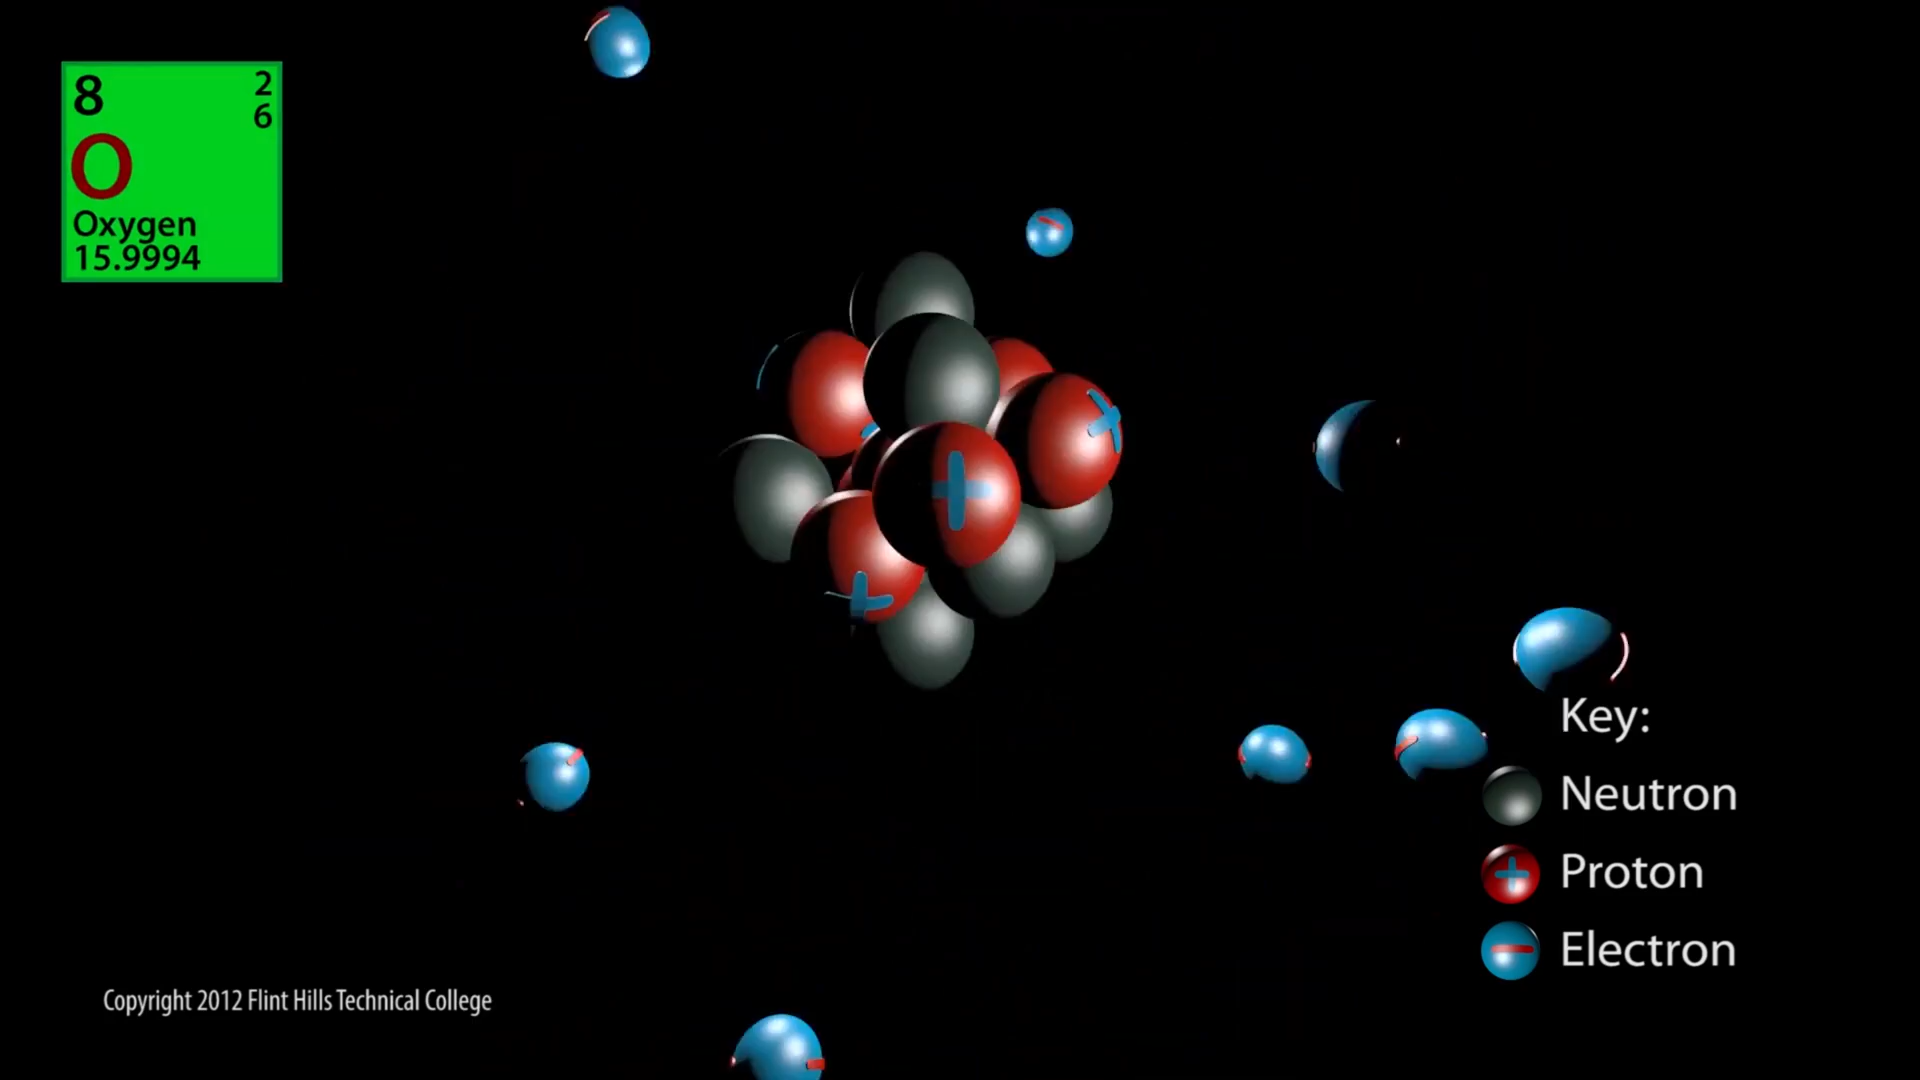 8
2
6
O
Oxygen
15.9994
Key:
Neutron
Proton
Electron
Copyright 2012 Flint Hills Technical College